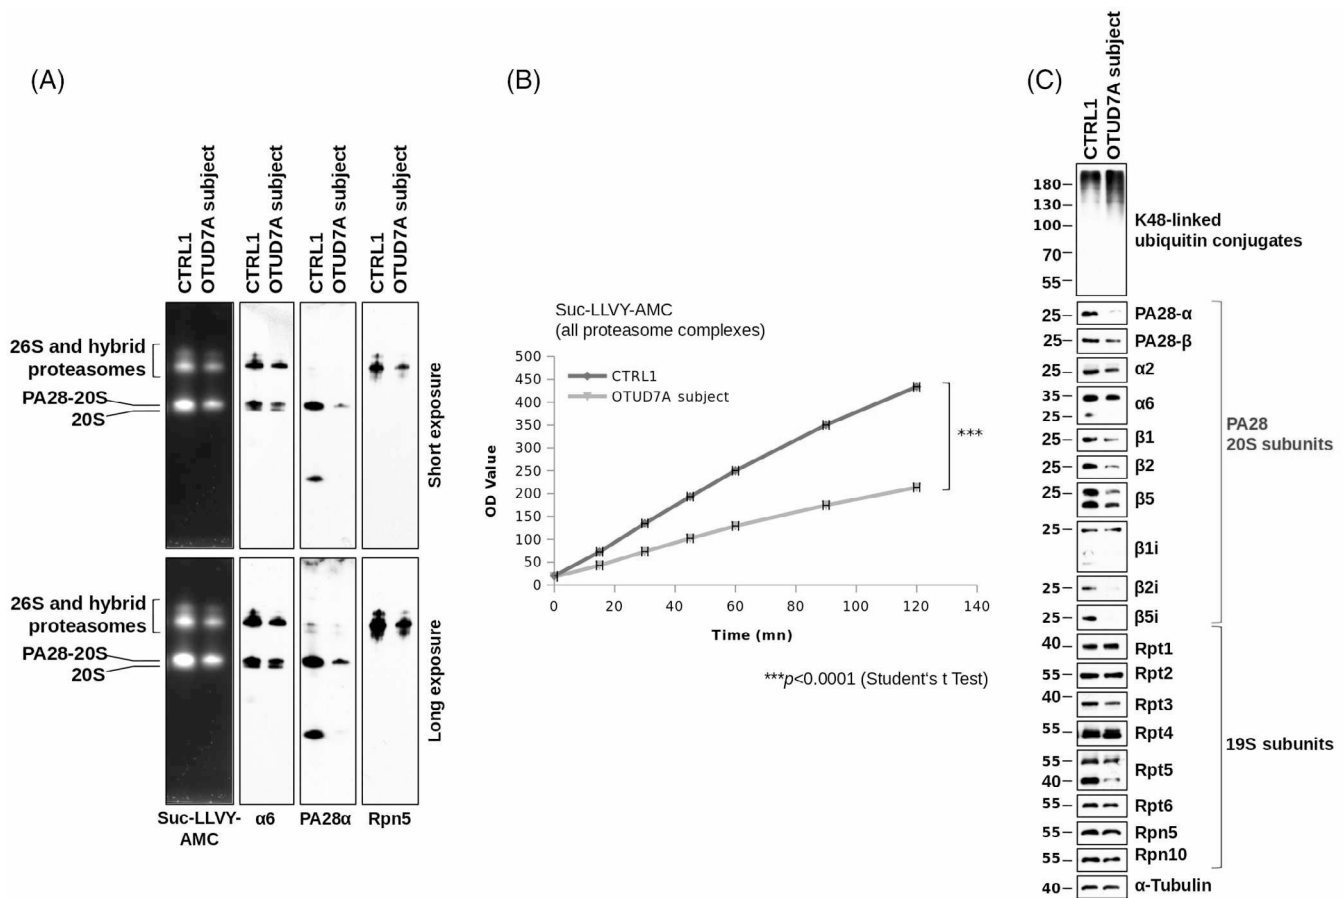 (A)
CTRL1
OTUD7A subject
CTRL1
OTUD7A subject
CTRL1
OTUD7A subject
CTRL1
OTUD7A subject
26S and hybrid
proteasomes
PA28-20S
20S
Short exposure
26S and hybrid
proteasomes
PA28-20S
20S
Long exposure
Suc-LLVY-
AMC
α6
PA28α
Rpn5
(B)
Suc-LLVY-AMC
(all proteasome complexes)
500
450
400
350
300
250
200
150
100
50
0
CTRL1
OTUD7A subject
***
OD Value
0 20 40 60 80 100 120 140
Time (mn)
***p<0.0001 (Student's t Test)
(C)
CTRL1
OTUD7A subject
180
130
100
70
55
K48-linked
ubiquitin conjugates
25 PA28-α
25 PA28-β
25 α2
35 α6
25
25 β1
25 β2
25 β5
25 β1i
25 β2i
25 β5i
PA28
20S subunits
40 Rpt1
55 Rpt2
40 Rpt3
55 Rpt4
55 Rpt5
40
55 Rpt6
55 Rpn5
55 Rpn10
19S subunits
40 α-Tubulin